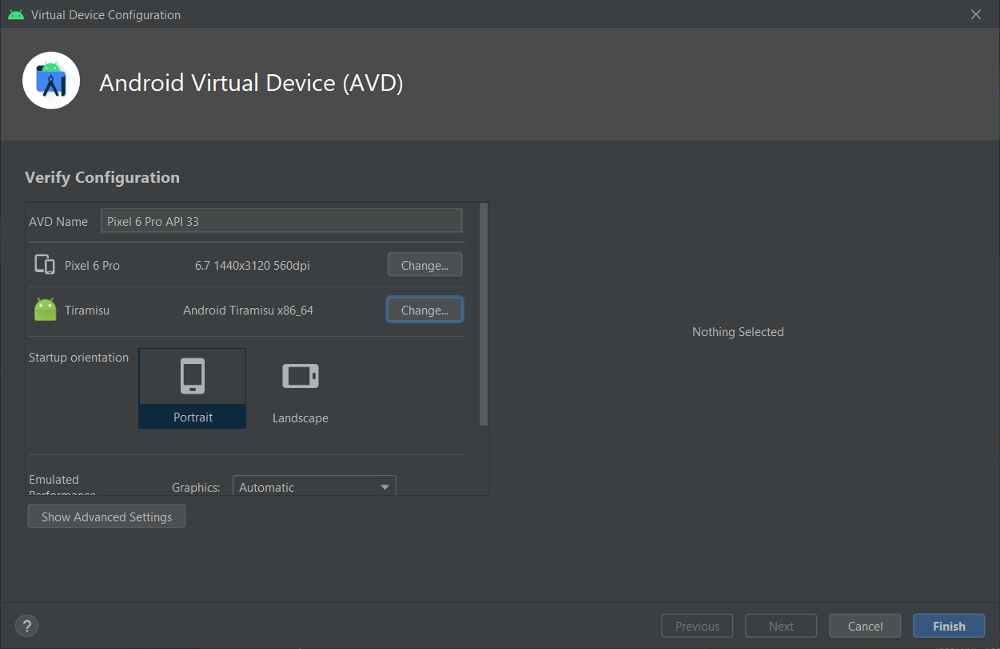 Virtual Device Configuration
Android Virtual Device (AVD)
Verify Configuration
AVD Name Pixel 6 Pro API 33
Pixel 6 Pro 6.7 1440x3120 560dpi Change...
Tiramisu Android Tiramisu x86_64 Change...
Nothing Selected
Startup orientation
Portrait Landscape
Emulated
Performance
Graphics: Automatic
Show Advanced Settings
? Previous Next Cancel Finish